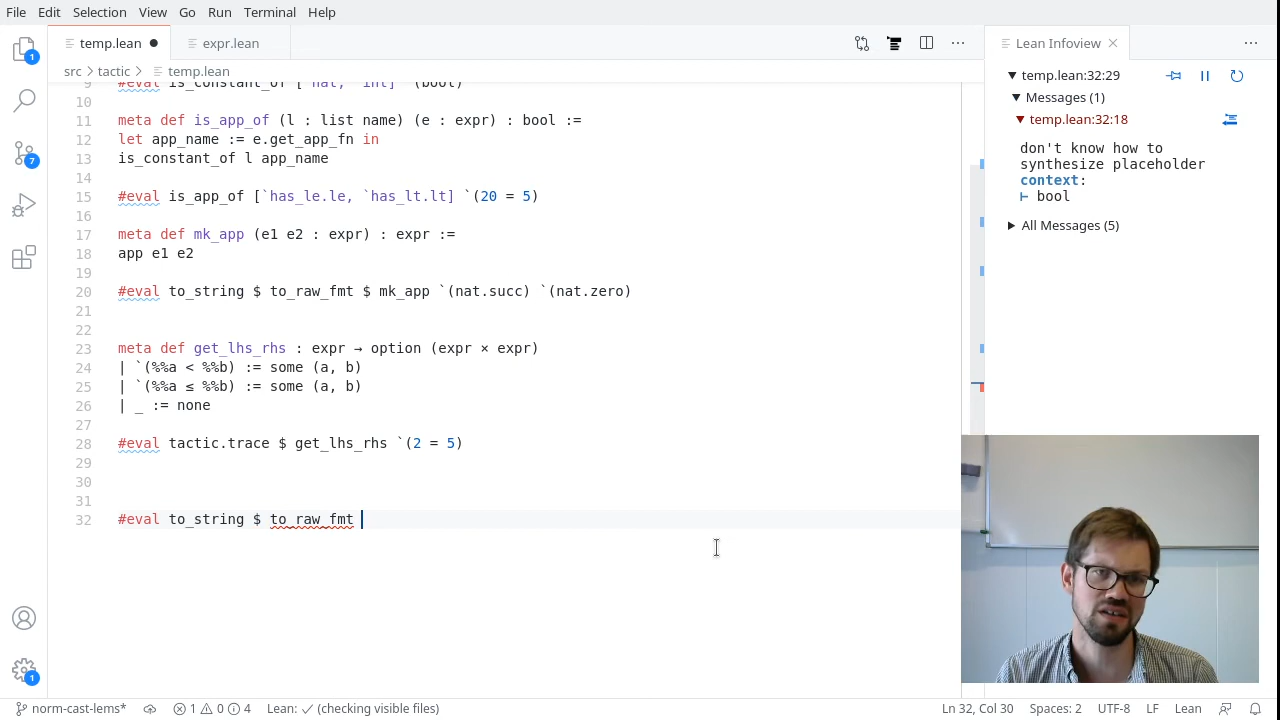 File Edit Selection View Go Run Terminal Help
temp.lean expr.lean Lean Infoview
src > tactic > temp.lean
9 #eval is_constant_of [`nat, `int] `(bool)
10
11 meta def is_app_of (l : list name) (e : expr) : bool :=
12 let app_name := e.get_app_fn in
13 is_constant_of l app_name
14
15 #eval is_app_of [`has_le.le, `has_lt.lt] `(20 = 5)
16
17 meta def mk_app (e1 e2 : expr) : expr :=
18 app e1 e2
19
20 #eval to_string $ to_raw_fmt $ mk_app `(nat.succ) `(nat.zero)
21
22
23 meta def get_lhs_rhs : expr → option (expr × expr)
24 | `(%%a < %%b) := some (a, b)
25 | `(%%a ≤ %%b) := some (a, b)
26 | _ := none
27
28 #eval tactic.trace $ get_lhs_rhs `(2 = 5)
29
30
31
32 #eval to_string $ to_raw_fmt
temp.lean:32:29
Messages (1)
temp.lean:32:18
don't know how to
synthesize placeholder
context:
⊢ bool
All Messages (5)
1
7
1
norm-cast-lems* 1 0 4 Lean: ✓ (checking visible files) Ln 32, Col 30 Spaces: 2 UTF-8 LF Lean